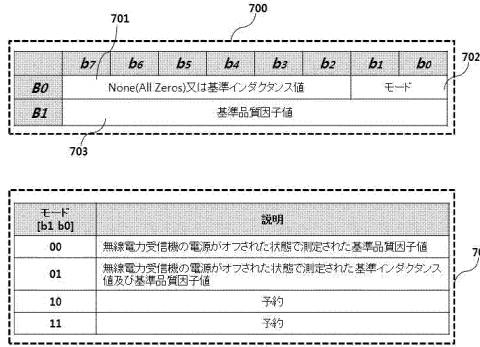 700
701
b7 b6 b5 b4 b3 b2 b1 b0
702
B0 None(All Zeros)又は基準インダクタンス値 モード
B1 基準品質因子値
703
モード
[b1 b0] 説明
00 無線電力受信機の電源がオフされた状態で測定された基準品質因子値
01 無線電力受信機の電源がオフされた状態で測定された基準インダクタンス
値及び基準品質因子値
10 予約
11 予約